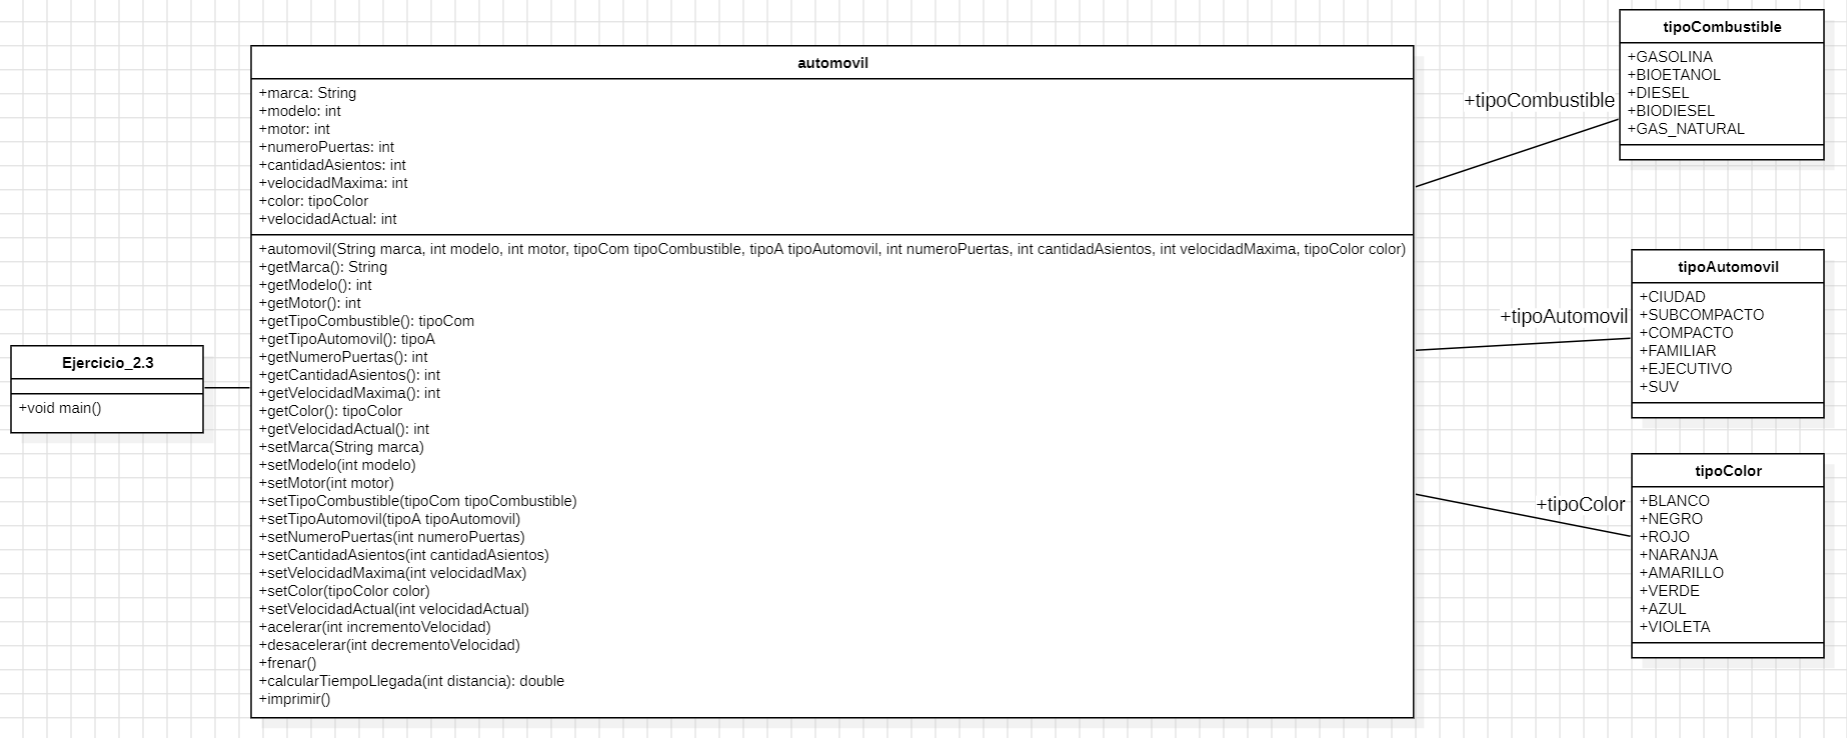 Ejercicio_2.3
+void main()
automovil
+marca: String
+modelo: int
+motor: int
+numeroPuertas: int
+cantidadAsientos: int
+velocidadMaxima: int
+color: tipoColor
+velocidadActual: int
+automovil(String marca, int modelo, int motor, tipoCom tipoCombustible, tipoA tipoAutomovil, int numeroPuertas, int cantidadAsientos, int velocidadMaxima, tipoColor color)
+getMarca(): String
+getModelo(): int
+getMotor(): int
+getTipoCombustible(): tipoCom
+getTipoAutomovil(): tipoA
+getNumeroPuertas(): int
+getCantidadAsientos(): int
+getVelocidadMaxima(): int
+getColor(): tipoColor
+getVelocidadActual(): int
+setMarca(String marca)
+setModelo(int modelo)
+setMotor(int motor)
+setTipoCombustible(tipoCom tipoCombustible)
+setTipoAutomovil(tipoA tipoAutomovil)
+setNumeroPuertas(int numeroPuertas)
+setCantidadAsientos(int cantidadAsientos)
+setVelocidadMaxima(int velocidadMax)
+setColor(tipoColor color)
+setVelocidadActual(int velocidadActual)
+acelerar(int incrementoVelocidad)
+desacelerar(int decrementoVelocidad)
+frenar()
+calcularTiempoLlegada(int distancia): double
+imprimir()
+tipoCombustible
tipoCombustible
+GASOLINA
+BIOETANOL
+DIESEL
+BIODIESEL
+GAS_NATURAL
+tipoAutomovil
tipoAutomovil
+CIUDAD
+SUBCOMPACTO
+COMPACTO
+FAMILIAR
+EJECUTIVO
+SUV
+tipoColor
tipoColor
+BLANCO
+NEGRO
+ROJO
+NARANJA
+AMARILLO
+VERDE
+AZUL
+VIOLETA